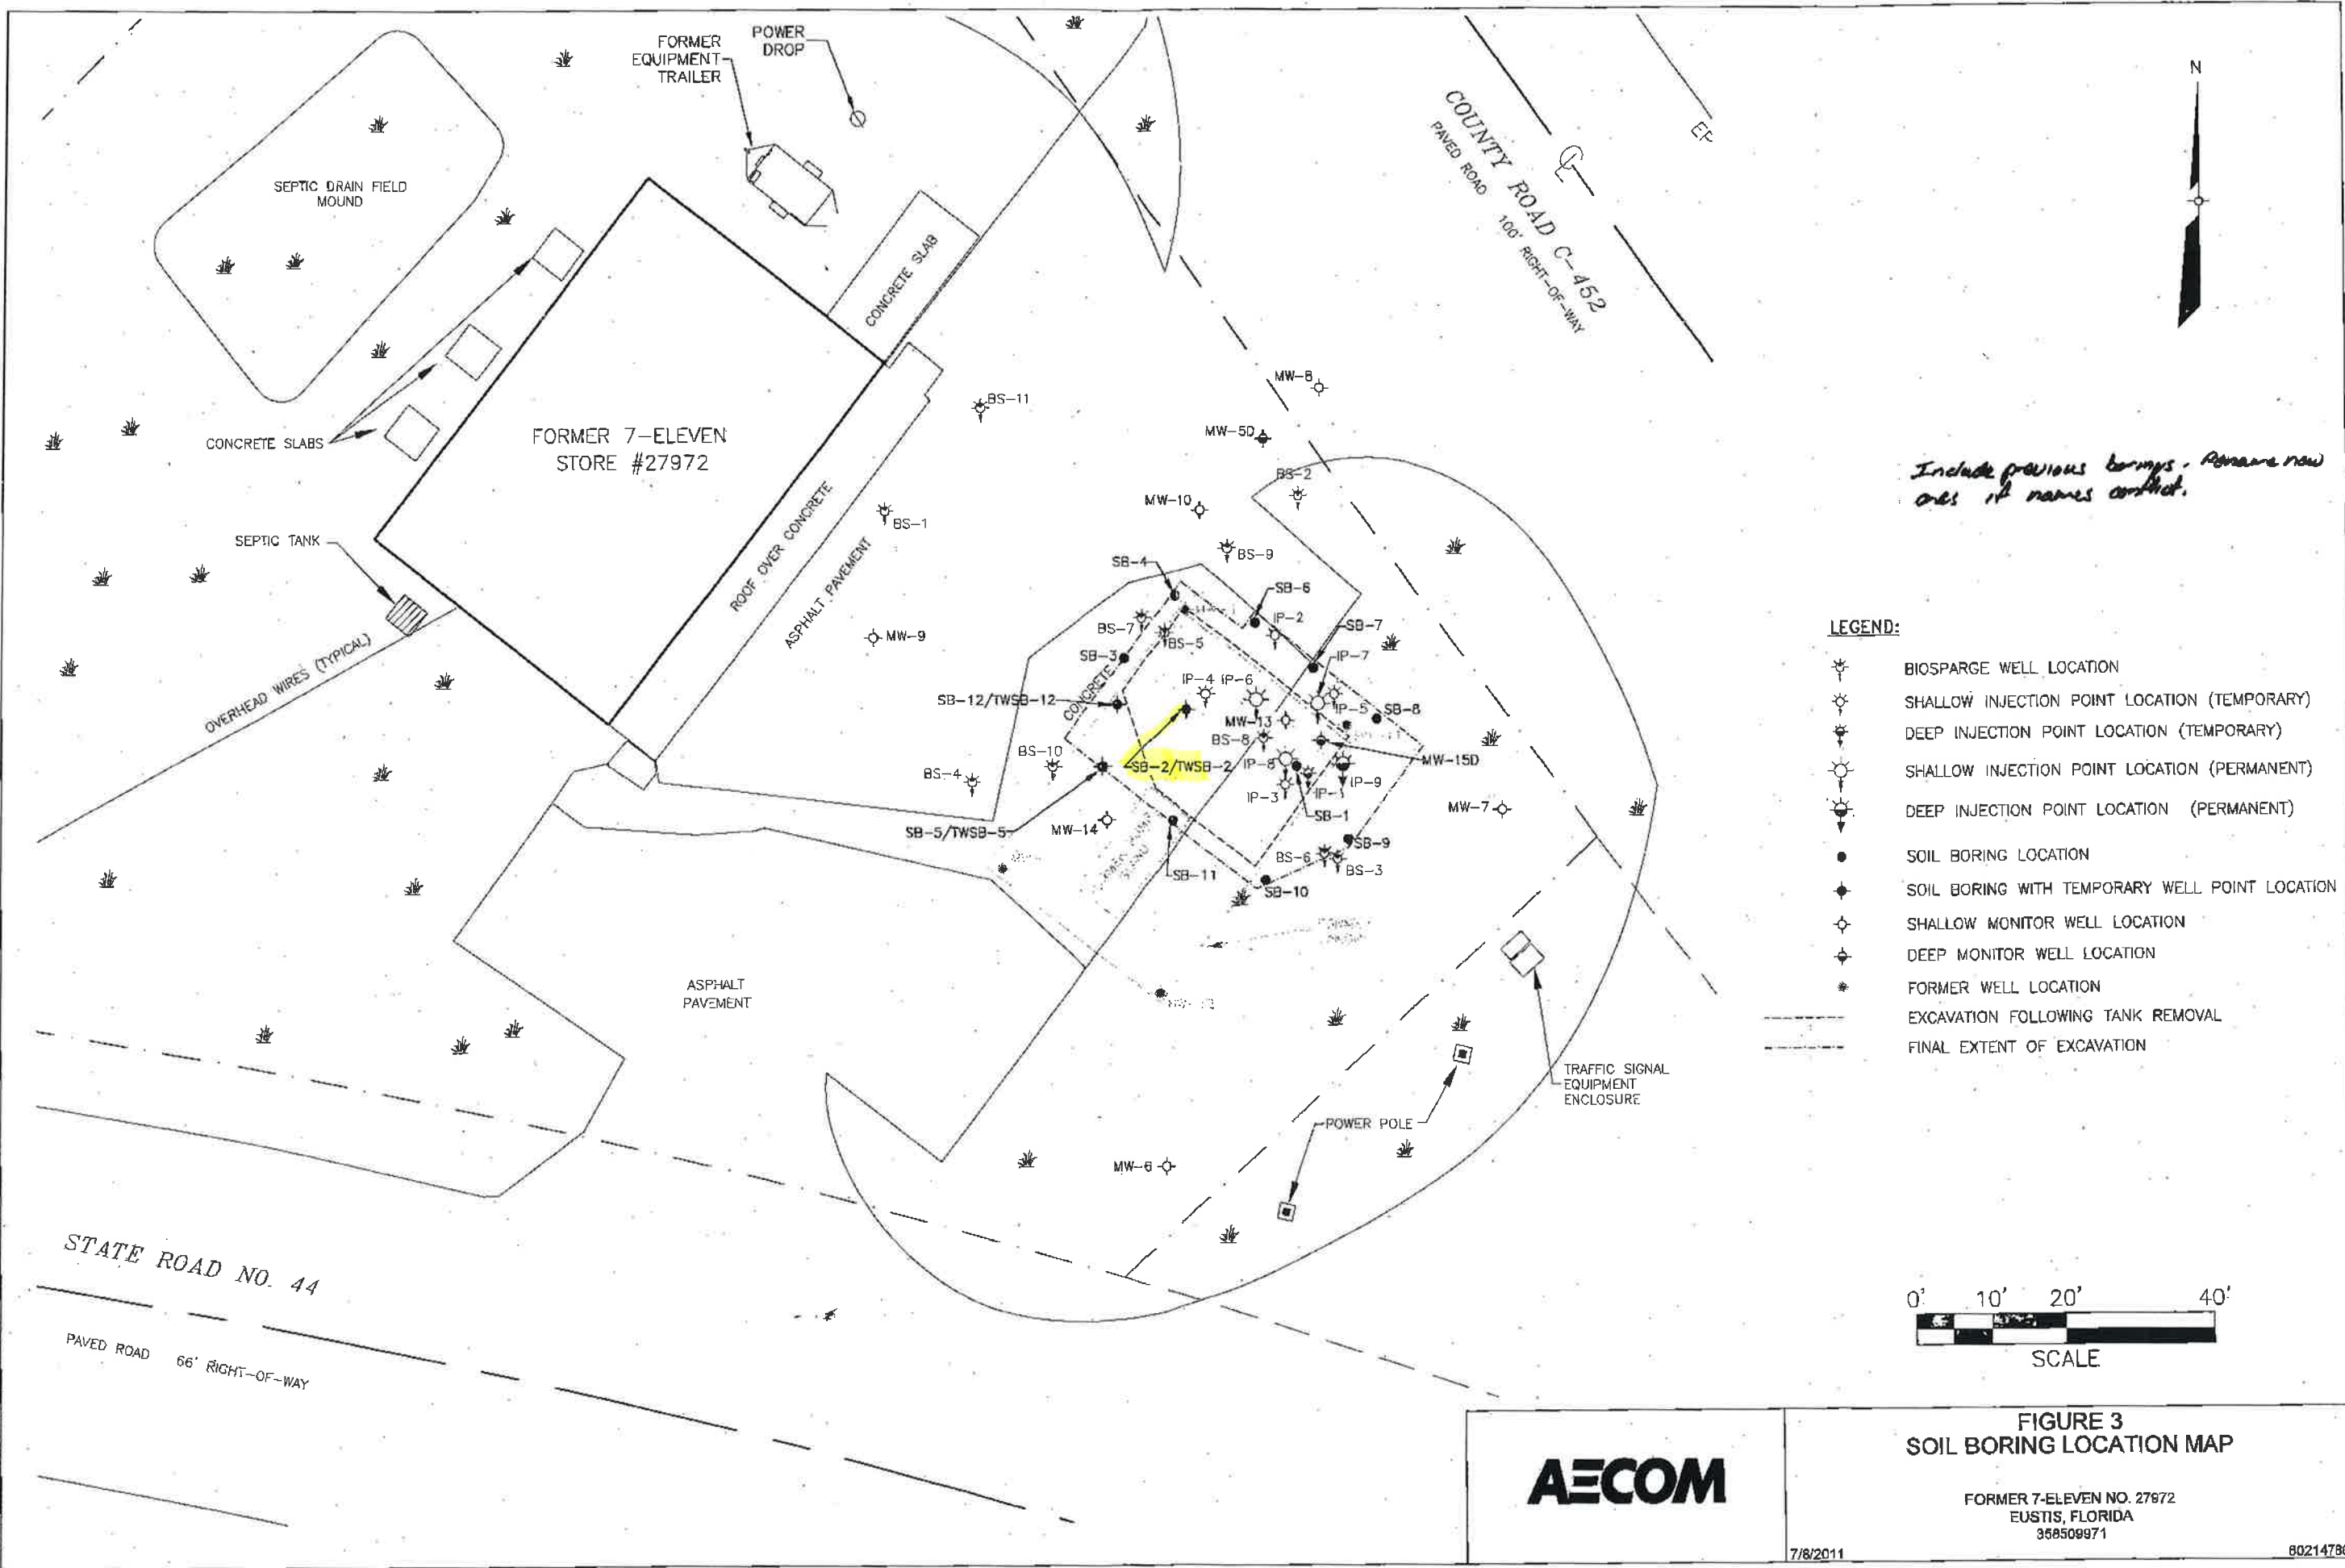 FORMER
EQUIPMENT
TRAILER
POWER
DROP
N
SEPTIC DRAIN FIELD
MOUND
COUNTY ROAD C-452
PAVED ROAD 100' RIGHT-OF-WAY
EP
CONCRETE SLAB
CONCRETE SLABS
FORMER 7-ELEVEN
STORE #27972
SEPTIC TANK
OVERHEAD WIRES (TYPICAL)
ROOF OVER CONCRETE
ASPHALT PAVEMENT
BS-11
MW-8
MW-5D
BS-2
MW-10
BS-1
BS-9
SB-4
SB-6
IP-2
BS-7
BS-5
SB-7
MW-9
SB-3
IP-7
IP-4
IP-6
CONCRETE
SB-12/TWSB-12
IP-5
SB-8
MW-13
BS-8
BS-10
SB-2/TWSB-2
IP-8
MW-15D
BS-4
IP-9
IP-3
IP-1
MW-7
SB-1
SB-5/TWSB-5
MW-14
SB-9
BS-6
BS-3
SB-11
SB-10
ASPHALT
PAVEMENT
TRAFFIC SIGNAL
EQUIPMENT
ENCLOSURE
POWER POLE
MW-6
STATE ROAD NO. 44
PAVED ROAD 66' RIGHT-OF-WAY
Include previous borings. Rename new
ones if names conflict.
LEGEND:
BIOSPARGE WELL LOCATION
SHALLOW INJECTION POINT LOCATION (TEMPORARY)
DEEP INJECTION POINT LOCATION (TEMPORARY)
SHALLOW INJECTION POINT LOCATION (PERMANENT)
DEEP INJECTION POINT LOCATION (PERMANENT)
SOIL BORING LOCATION
SOIL BORING WITH TEMPORARY WELL POINT LOCATION
SHALLOW MONITOR WELL LOCATION
DEEP MONITOR WELL LOCATION
FORMER WELL LOCATION
EXCAVATION FOLLOWING TANK REMOVAL
FINAL EXTENT OF EXCAVATION
0' 10' 20' 40'
SCALE
AECOM
FIGURE 3
SOIL BORING LOCATION MAP
FORMER 7-ELEVEN NO. 27972
EUSTIS, FLORIDA
358509971
7/8/2011